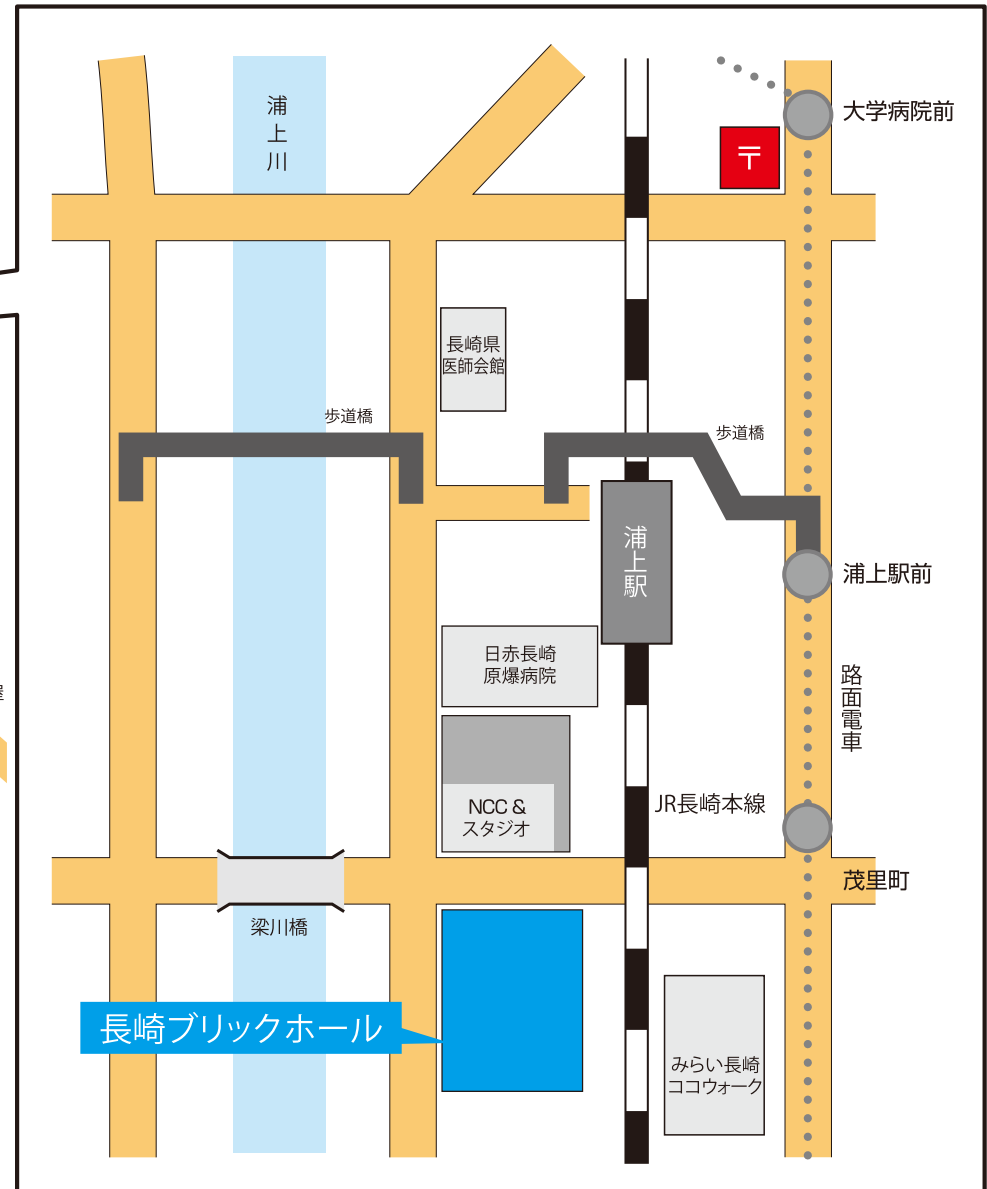 浦上川
大学病院前
〒
長崎県
医師会館
歩道橋
歩道橋
浦上駅
浦上駅前
日赤長崎
原爆病院
路面電車
NCC &
スタジオ
JR長崎本線
茂里町
梁川橋
長崎ブリックホール
みらい長崎
ココウォーク